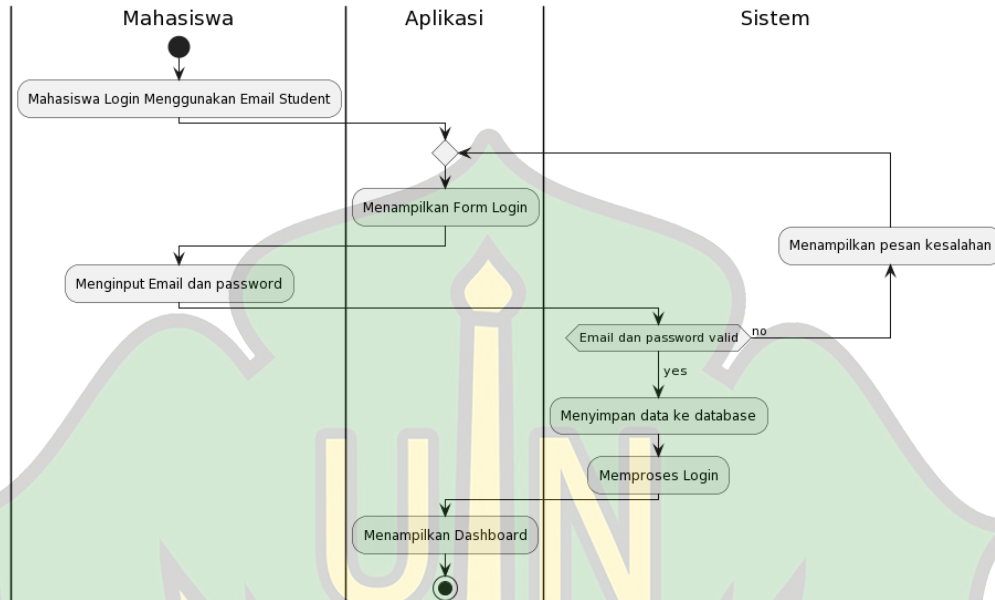 Mahasiswa
Aplikasi
Sistem
Mahasiswa Login Menggunakan Email Student
Menampilkan Form Login
Menampilkan pesan kesalahan
Menginput Email dan password
Email dan password valid
no
yes
Menyimpan data ke database
Memproses Login
Menampilkan Dashboard
UIN